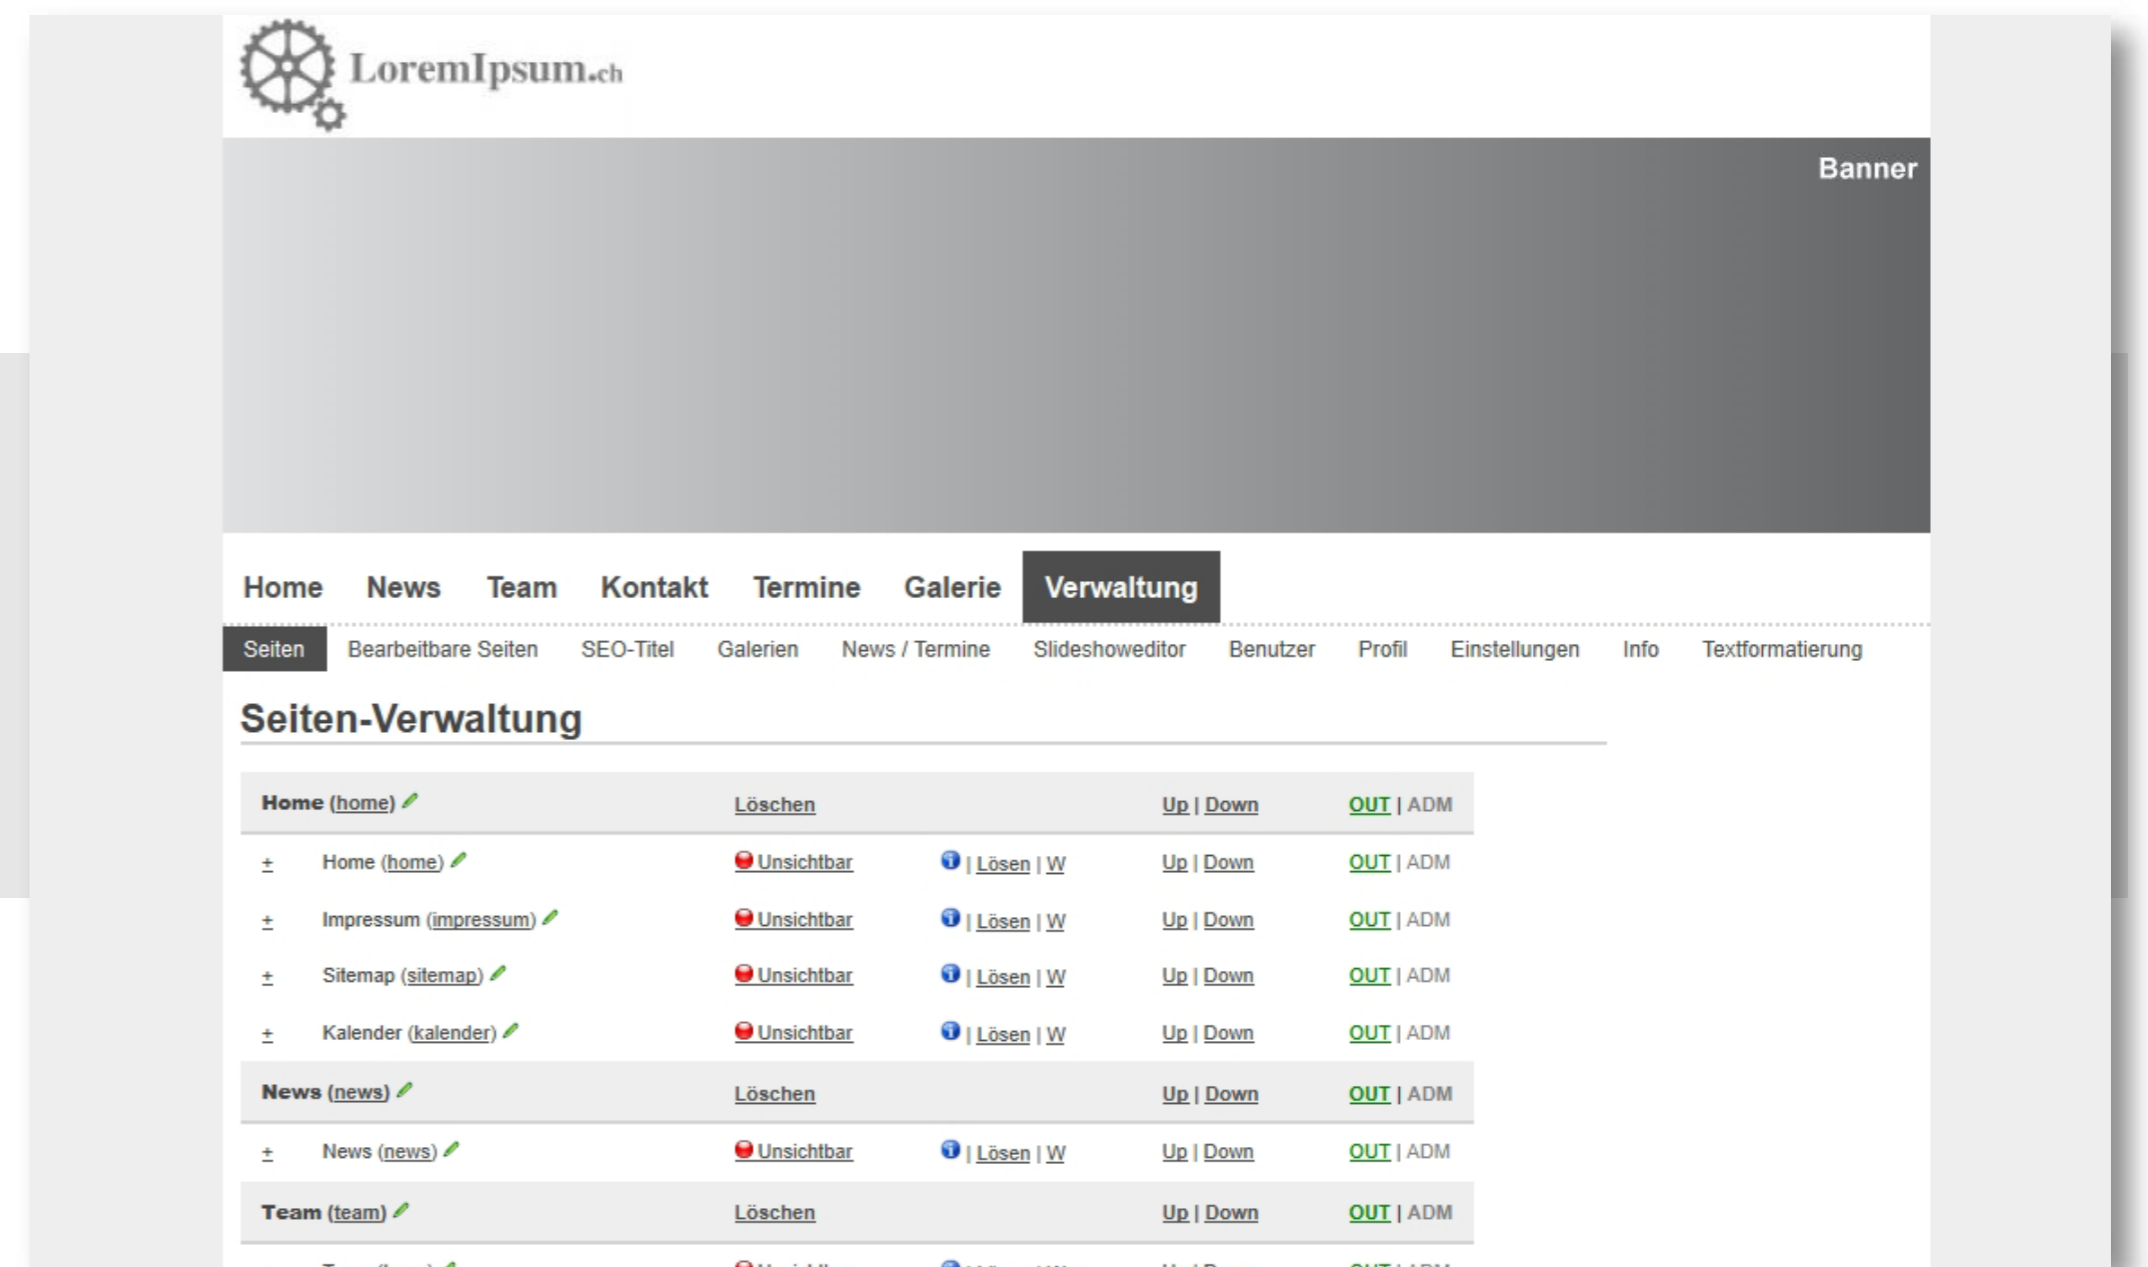 LoremIpsum.ch
Banner
Home News Team Kontakt Termine Galerie Verwaltung
Seiten Bearbeitbare Seiten SEO-Titel Galerien News / Termine Slideshoweditor Benutzer Profil Einstellungen Info Textformatierung
Seiten-Verwaltung
Home (home) Löschen Up | Down OUT | ADM
+ Home (home) Unsichtbar | Lösen | W Up | Down OUT | ADM
+ Impressum (impressum) Unsichtbar | Lösen | W Up | Down OUT | ADM
+ Sitemap (sitemap) Unsichtbar | Lösen | W Up | Down OUT | ADM
+ Kalender (kalender) Unsichtbar | Lösen | W Up | Down OUT | ADM
News (news) Löschen Up | Down OUT | ADM
+ News (news) Unsichtbar | Lösen | W Up | Down OUT | ADM
Team (team) Löschen Up | Down OUT | ADM